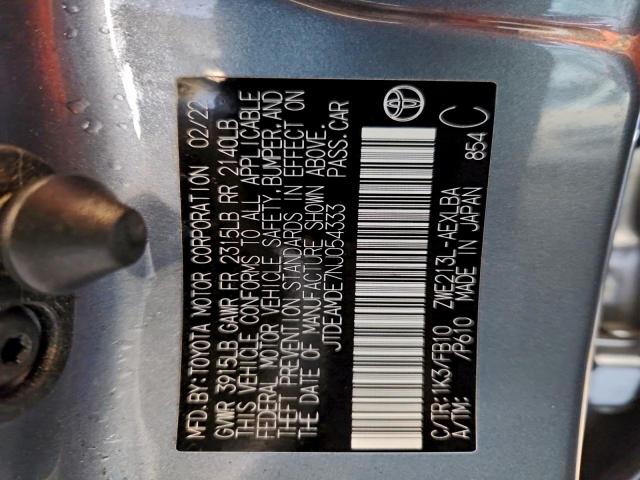 MFD. BY: TOYOTA MOTOR CORPORATION 02/22
GVWR 3915LB GAWR FR 2315LB RR 2140LB
THIS VEHICLE CONFORMS TO ALL APPLICABLE
FEDERAL MOTOR VEHICLE SAFETY, BUMPER, AND
THEFT PREVENTION STANDARDS IN EFFECT ON
THE DATE OF MANUFACTURE SHOWN ABOVE.
JTDEAMDE7NJ054333 PASS. CAR
C/TR: 1K3/FB10 ZWE213L-AEXLBA
A/TM: /P610 MADE IN JAPAN 854 C